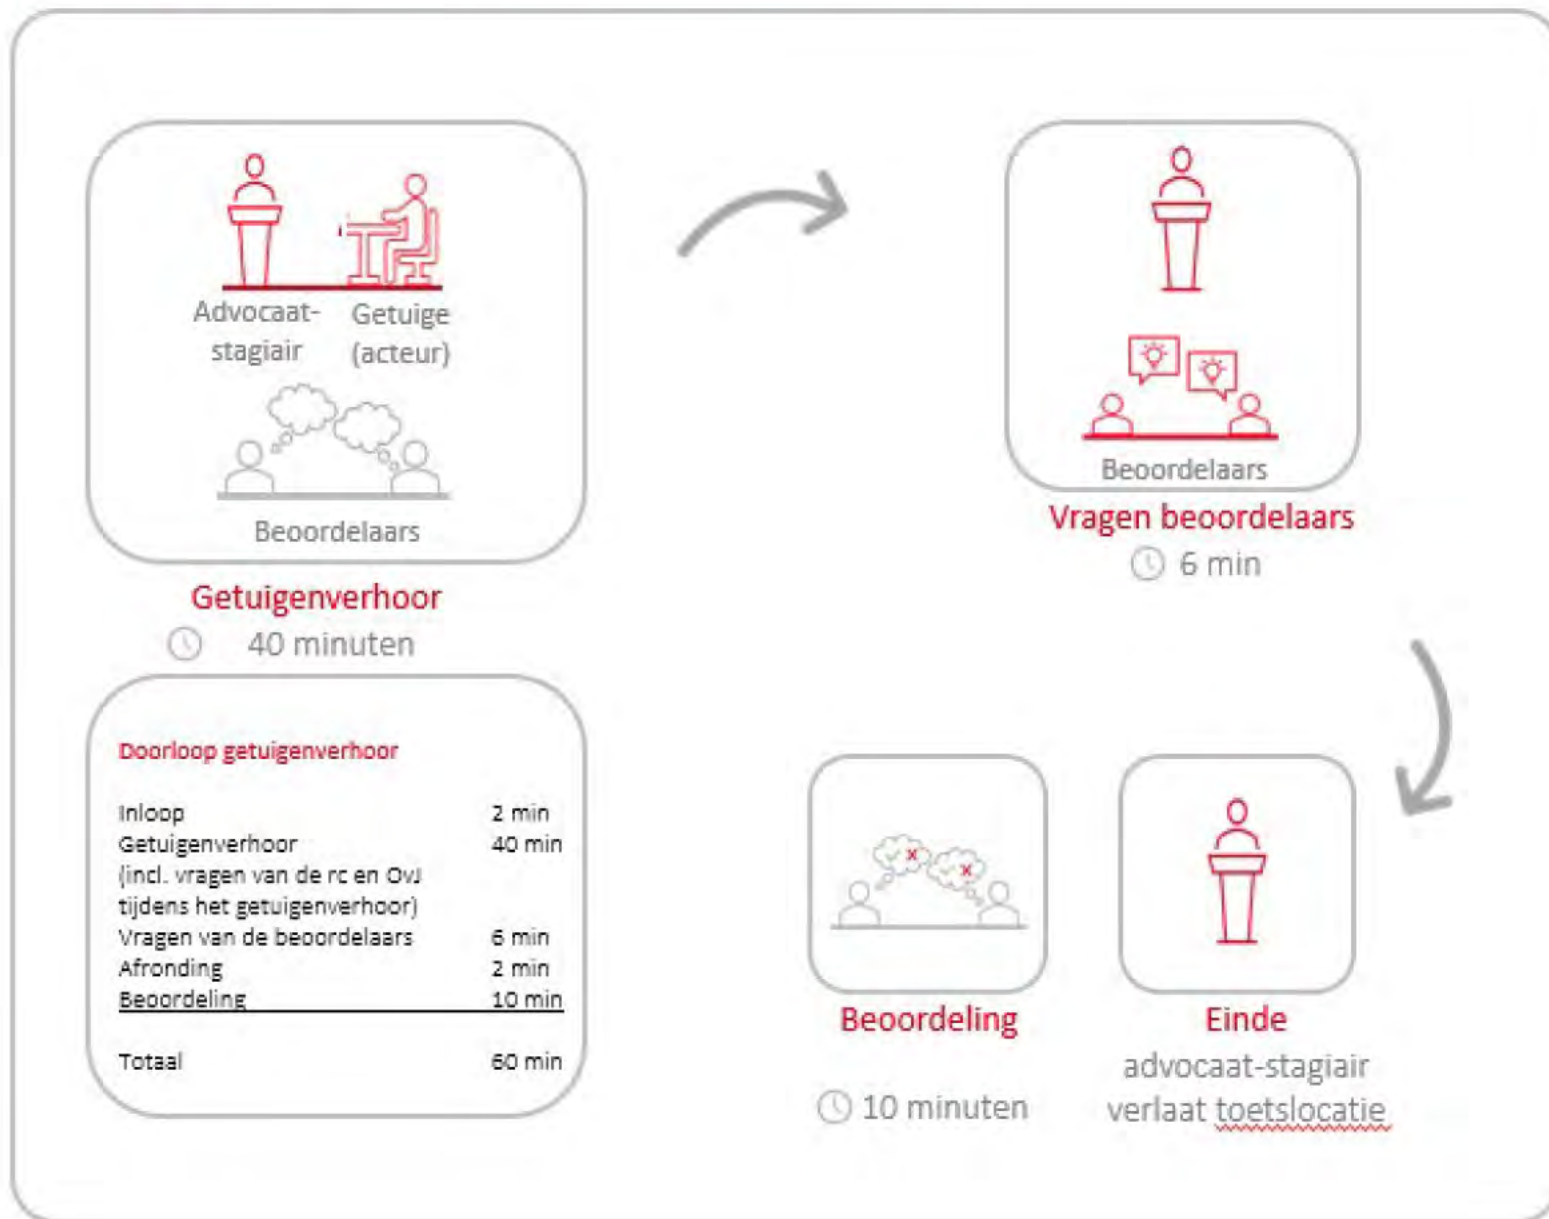 Advocaat-
stagiair
Getuige
(acteur)
Beoordelaars
Getuigenverhoor
40 minuten
Doorloop getuigenverhoor
Inloop 2 min
Getuigenverhoor 40 min
(incl. vragen van de rc en OvJ
tijdens het getuigenverhoor)
Vragen van de beoordelaars 6 min
Afronding 2 min
Beoordeling 10 min
Totaal 60 min
Beoordelaars
Vragen beoordelaars
6 min
Beoordeling
10 minuten
Einde
advocaat-stagiair
verlaat toetslocatie